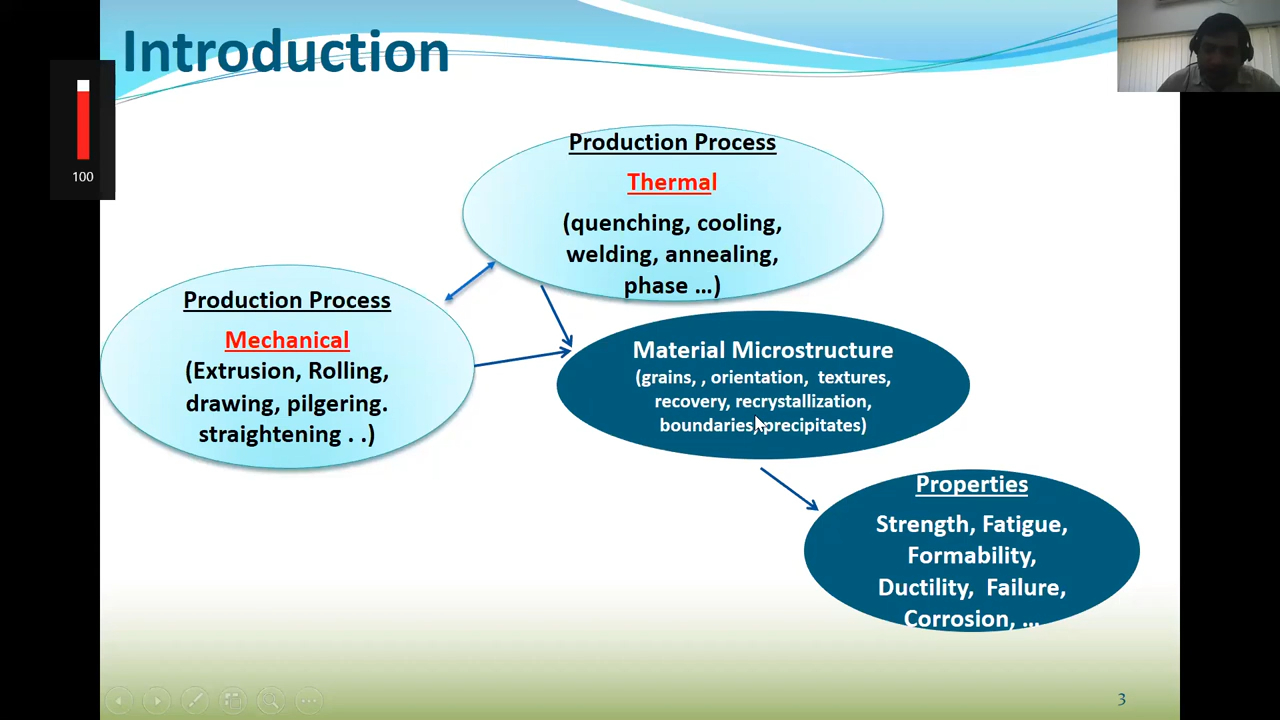 Introduction
100
Production Process
Thermal
(quenching, cooling,
welding, annealing,
phase ...)
Production Process
Mechanical
(Extrusion, Rolling,
drawing, pilgering.
straightening . .)
Material Microstructure
(grains, , orientation, textures,
recovery, recrystallization,
boundaries, precipitates)
Properties
Strength, Fatigue,
Formability,
Ductility, Failure,
Corrosion, ...
3